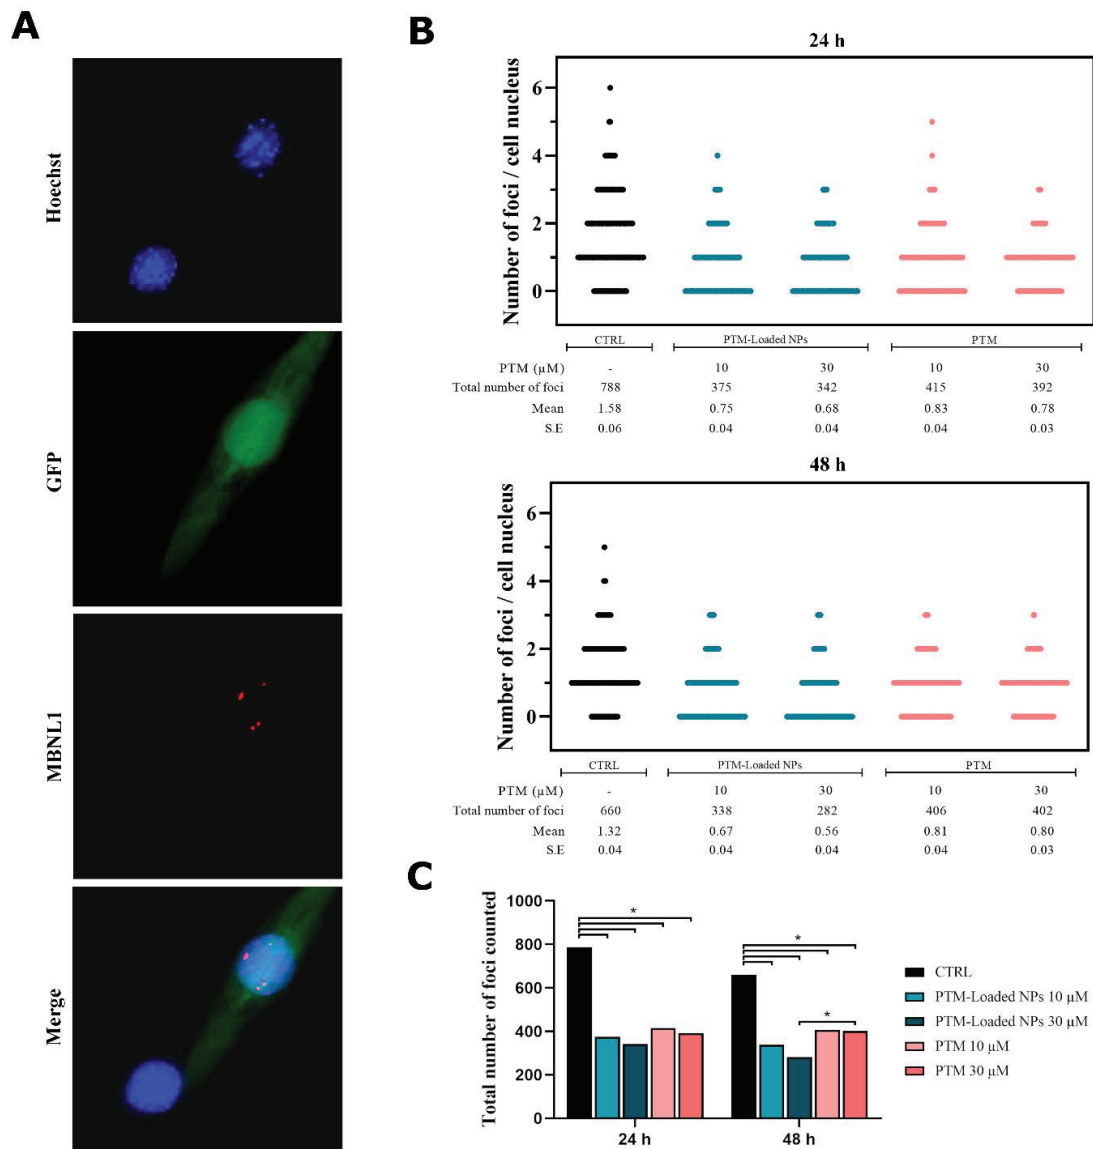 A
Hoechst
GFP
MBNL1
Merge
B
24 h
Number of foci / cell nucleus
6
4
2
0
CTRL PTM-Loaded NPs PTM
PTM (µM) - 10 30 10 30
Total number of foci 788 375 342 415 392
Mean 1.58 0.75 0.68 0.83 0.78
S.E 0.06 0.04 0.04 0.04 0.03
48 h
Number of foci / cell nucleus
6
4
2
0
CTRL PTM-Loaded NPs PTM
PTM (µM) - 10 30 10 30
Total number of foci 660 338 282 406 402
Mean 1.32 0.67 0.56 0.81 0.80
S.E 0.04 0.04 0.04 0.04 0.03
C
Total number of foci counted
1000
800
600
400
200
0
*
*
*
24 h 48 h
CTRL
PTM-Loaded NPs 10 µM
PTM-Loaded NPs 30 µM
PTM 10 µM
PTM 30 µM